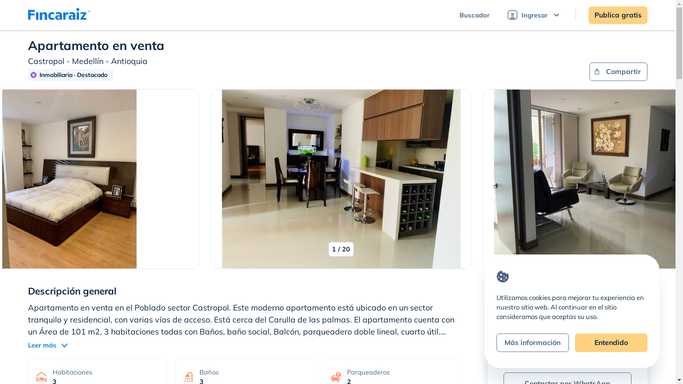 Fincaraiz
Buscador
Ingresar
Publica gratis
Apartamento en venta
Castropol - Medellín - Antioquia
Inmobiliaria · Destacado
Compartir
1 / 20
Descripción general
Apartamento en venta en el Poblado sector Castropol. Este moderno apartamento está ubicado en un sector
tranquilo y residencial, con varias vías de acceso. Está cerca del Carulla de las palmas. El apartamento cuenta
con un Área de 101 m2, 3 habitaciones todas con Baños, baño social, Balcón, parqueadero doble lineal, cuarto útil....
Leer más
Habitaciones
3
Baños
3
Parqueaderos
2
Utilizamos cookies para mejorar tu experiencia en
nuestro sitio web. Al continuar en el sitio
consideramos que aceptas su uso.
Más información
Entendido
Contactar por WhatsApp